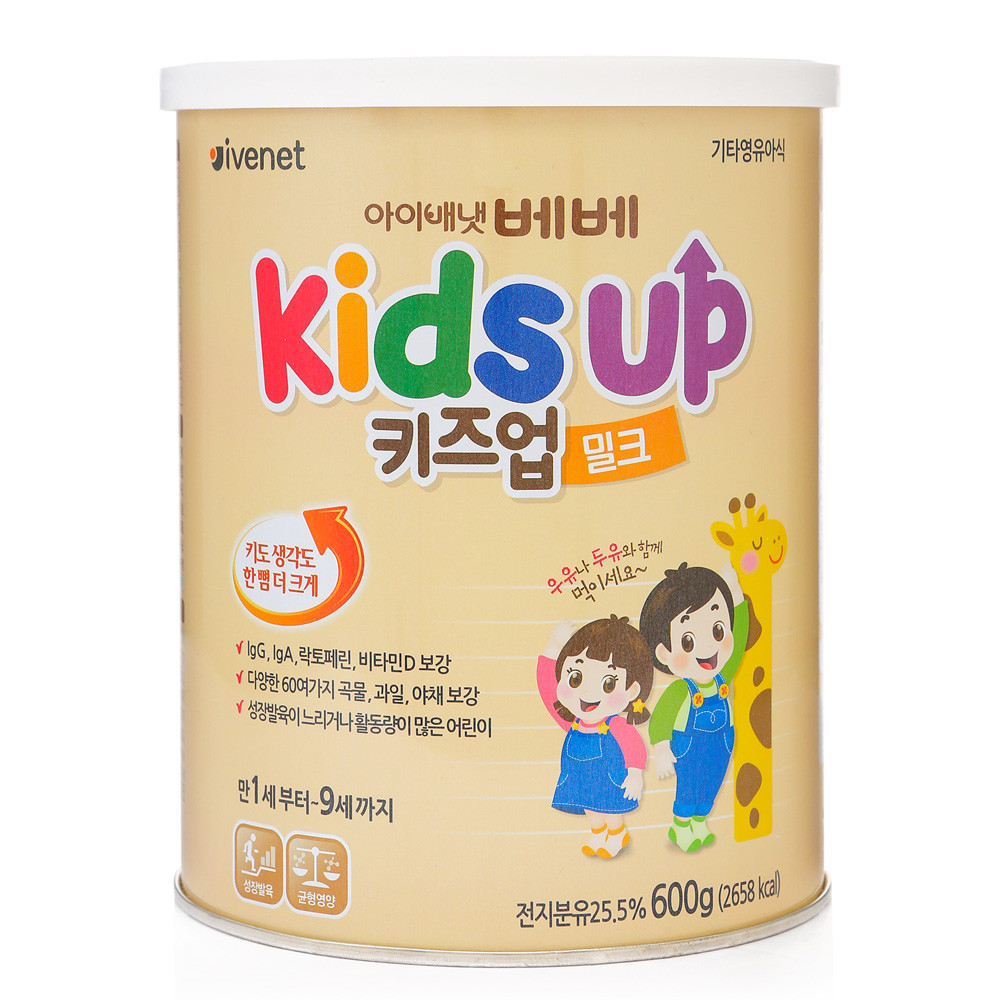 ivenet
기타영유아식
아이배냇 베베
Kids up
키즈업 밀크
키도 생각도
한 뼘 더 크게
우유나 두유와 함께
먹이세요~
IgG, IgA, 락토페린, 비타민D 보강
다양한 60여가지 곡물, 과일, 야채 보강
성장발육이 느리거나 활동량이 많은 어린이
만 1세 부터~9세 까지
성장발육
균형영양
전지분유25.5% 600g (2658 kcal)